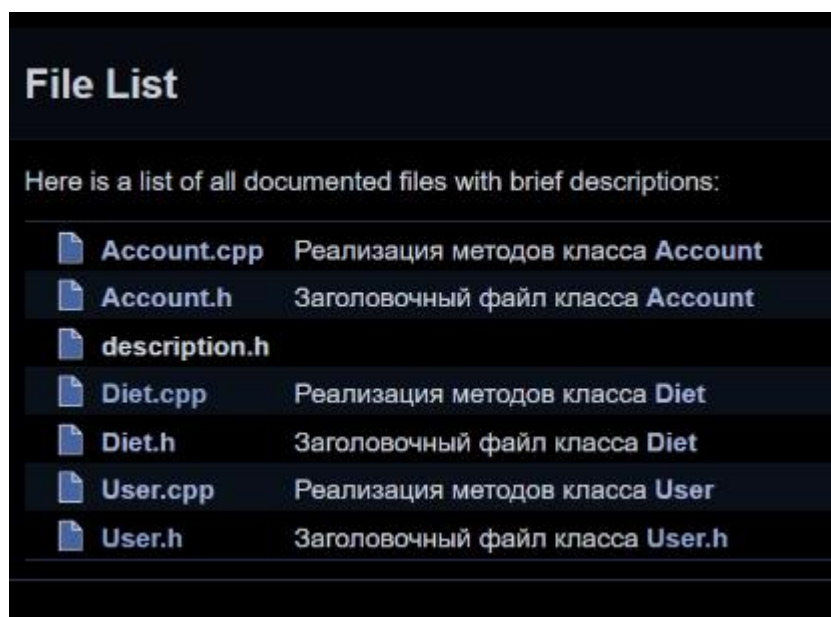 File List
Here is a list of all documented files with brief descriptions:
Account.cpp Реализация методов класса Account
Account.h Заголовочный файл класса Account
description.h
Diet.cpp Реализация методов класса Diet
Diet.h Заголовочный файл класса Diet
User.cpp Реализация методов класса User
User.h Заголовочный файл класса User.h